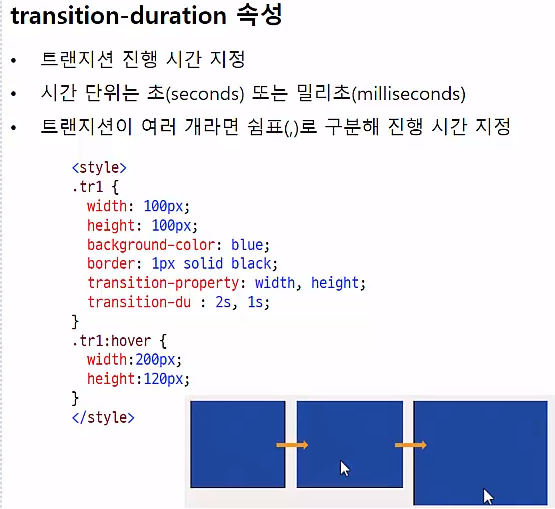 transition-duration 속성
• 트랜지션 진행 시간 지정
• 시간 단위는 초(seconds) 또는 밀리초(milliseconds)
• 트랜지션이 여러 개라면 쉼표(,)로 구분해 진행 시간 지정
<style>
.tr1 {
width: 100px;
height: 100px;
background-color: blue;
border: 1px solid black;
transition-property: width, height;
transition-du : 2s, 1s;
}
.tr1:hover {
width:200px;
height:120px;
}
</style>